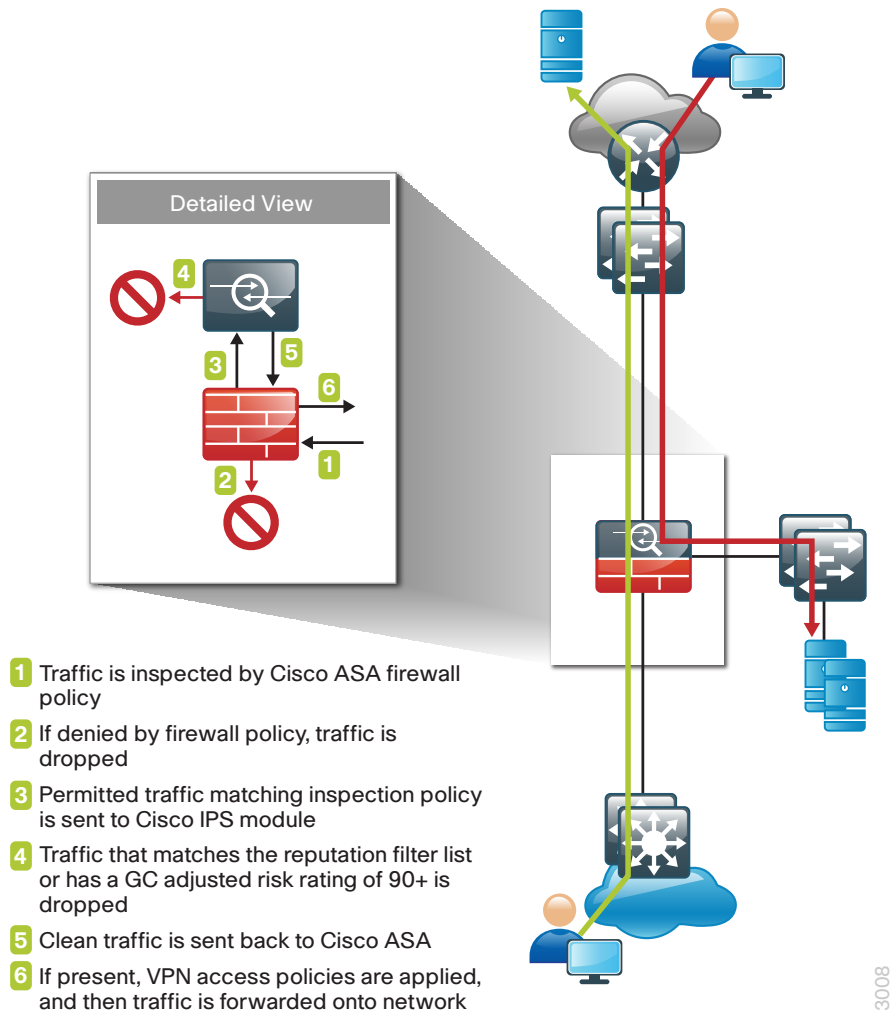 Detailed View
4
3
5
6
1
2
1 Traffic is inspected by Cisco ASA firewall
policy
2 If denied by firewall policy, traffic is
dropped
3 Permitted traffic matching inspection policy
is sent to Cisco IPS module
4 Traffic that matches the reputation filter list
or has a GC adjusted risk rating of 90+ is
dropped
5 Clean traffic is sent back to Cisco ASA
6 If present, VPN access policies are applied,
and then traffic is forwarded onto network
3008